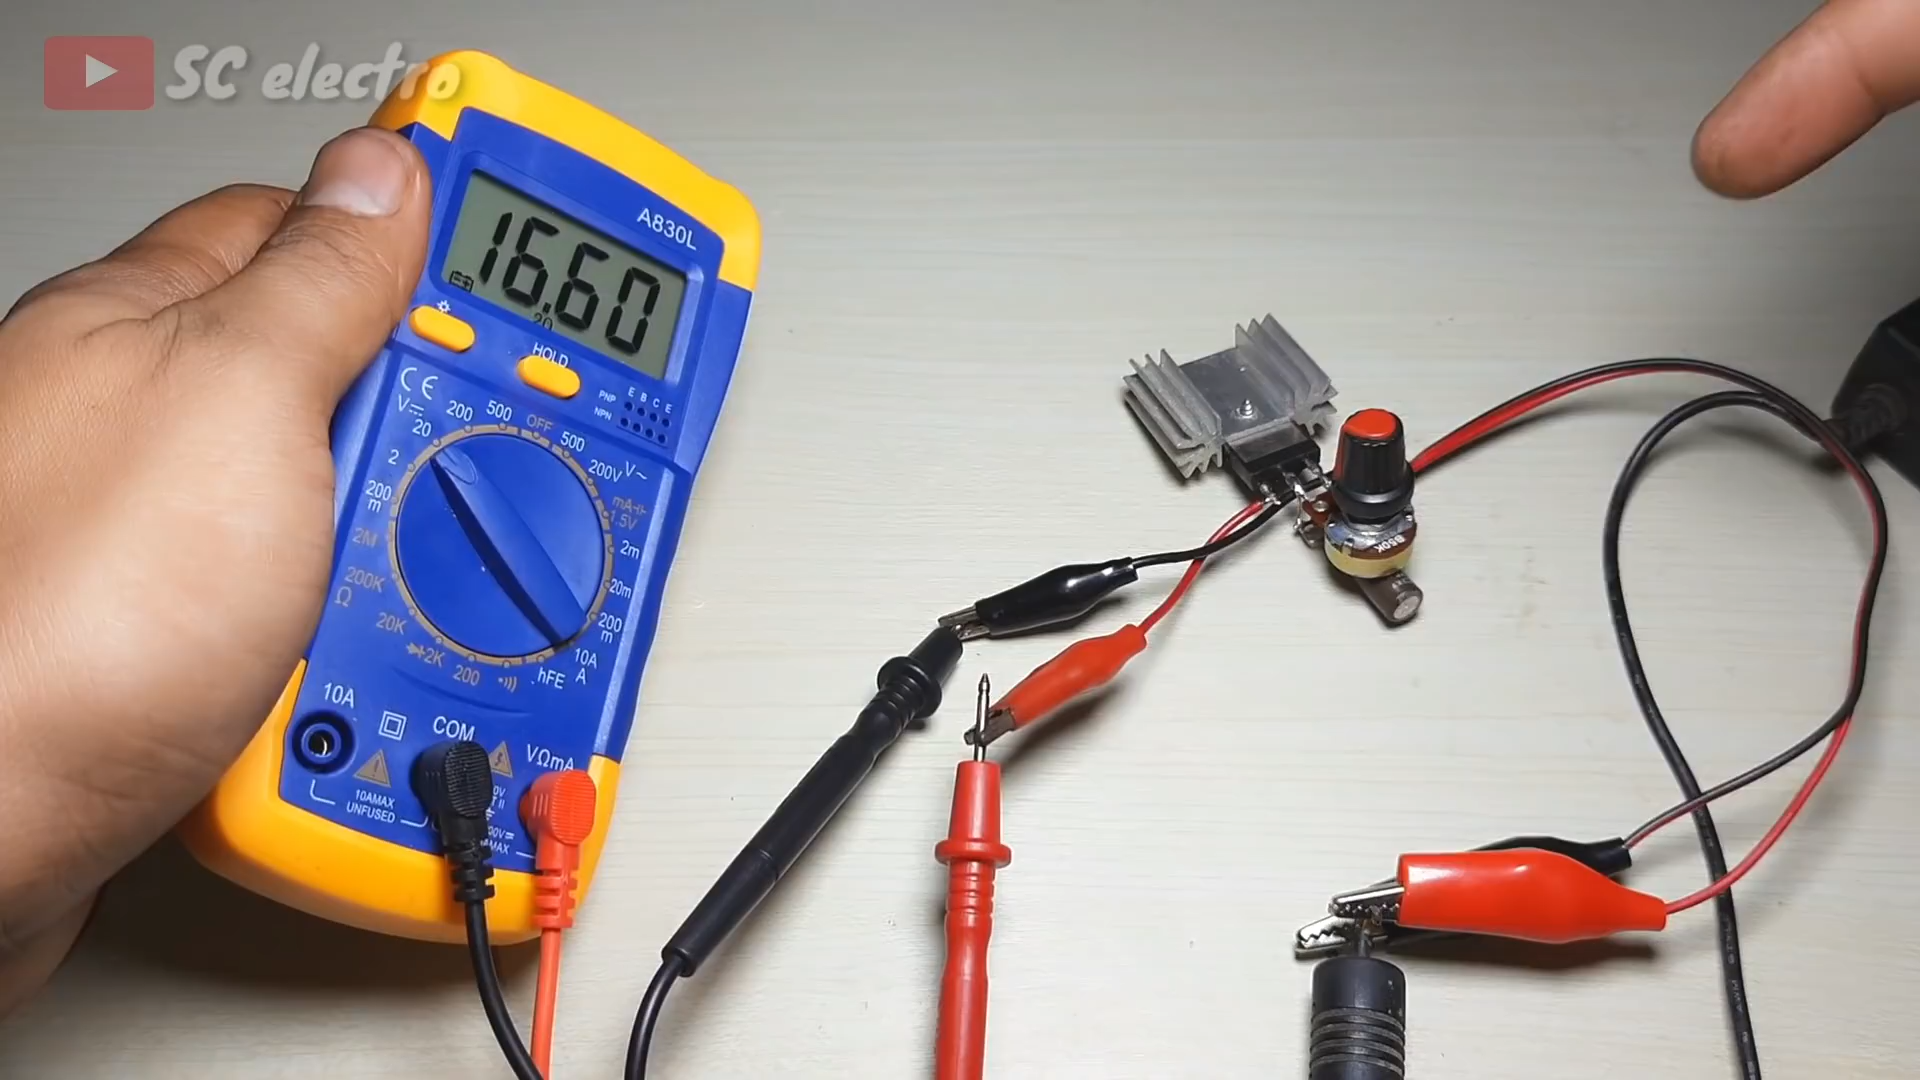 SC electro
A830L
16.60
20
HOLD
CE
PNP
NPN
E B C E
OFF
V
200
500
500
20
200V
V~
2
mA
1.5V
200
m
2m
2M
20m
200K
Ω
200
m
20K
10A
A
2K
200
hFE
10A
COM
VΩmA
10AMAX
UNFUSED
B50K